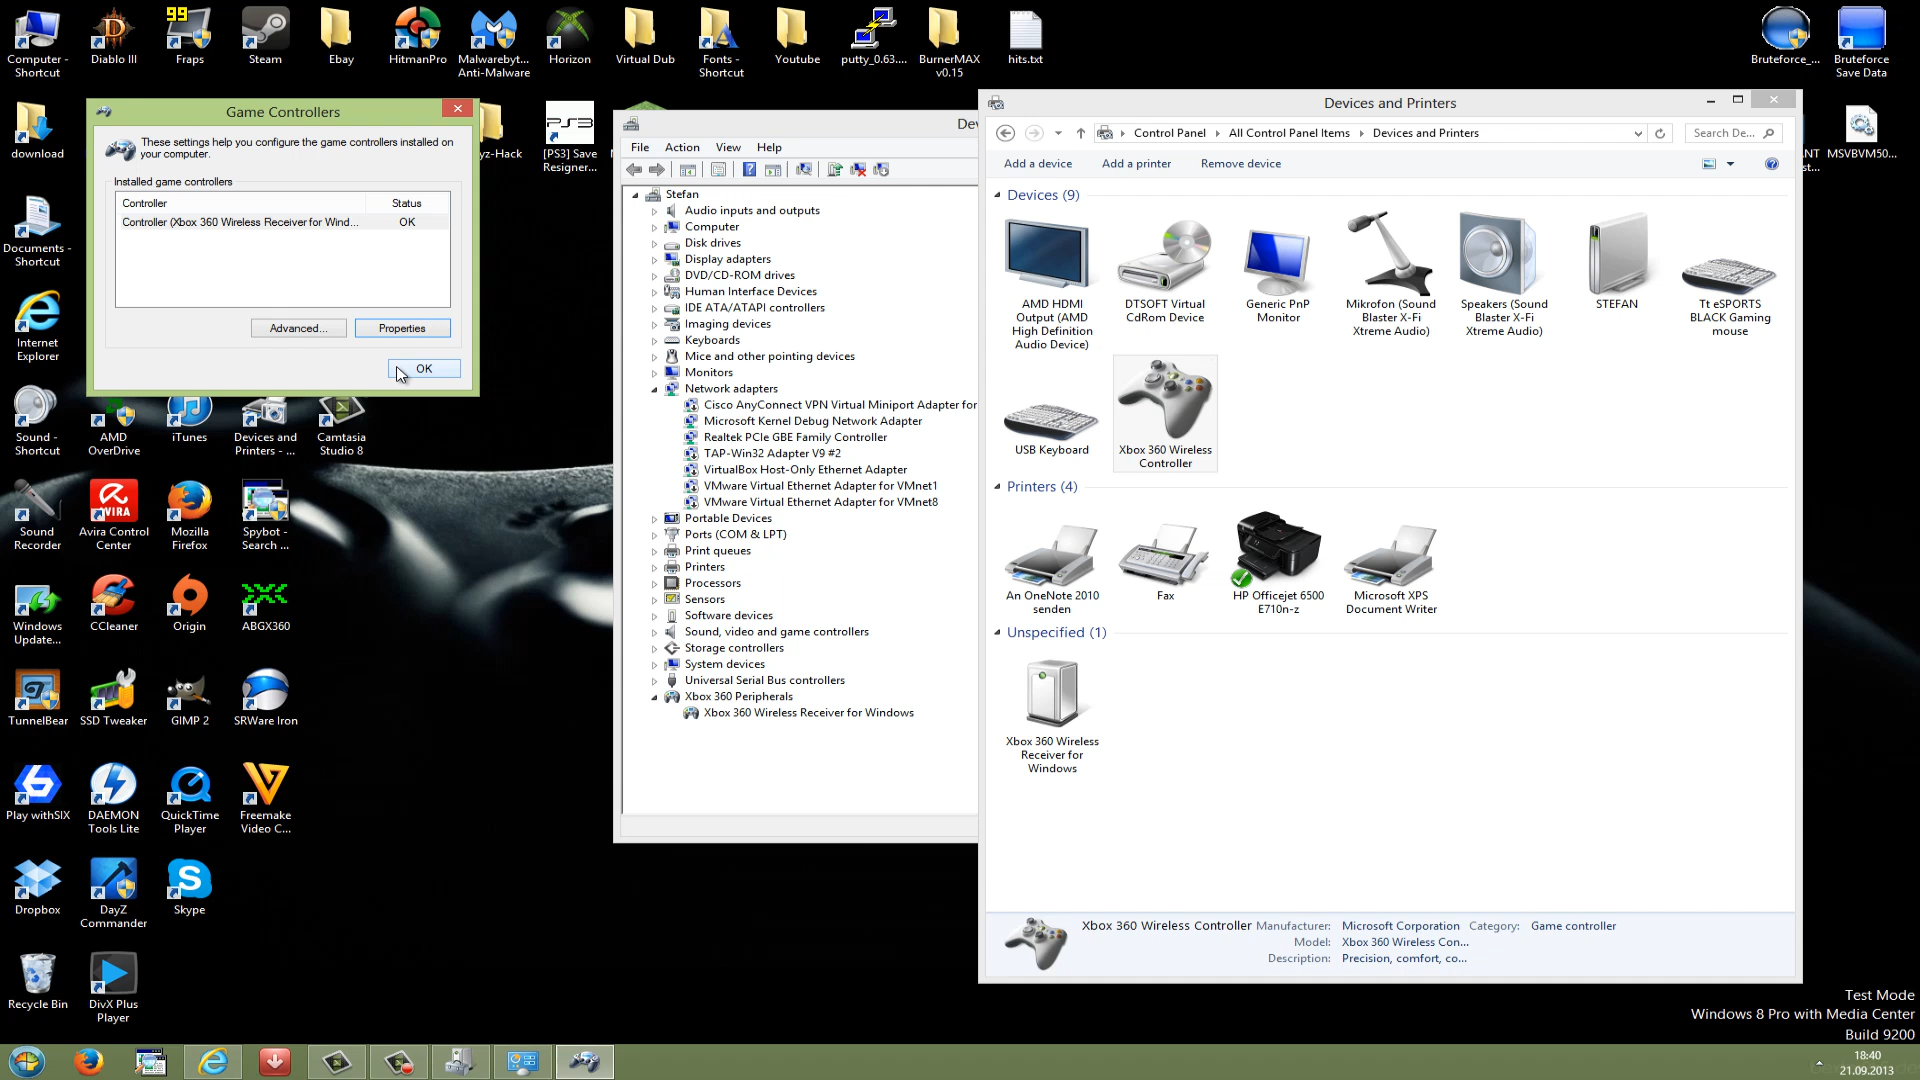 Computer - Shortcut
Diablo III
99
Fraps
Steam
Ebay
HitmanPro
Malwarebyt... Anti-Malware
Horizon
Virtual Dub
Fonts - Shortcut
Youtube
putty_0.63....
BurnerMAX v0.15
hits.txt
Bruteforce_...
Bruteforce Save Data
download
yz-Hack
PS3
[PS3] Save Resigner...
MSVBVM50...
Documents - Shortcut
Internet Explorer
Sound - Shortcut
AMD OverDrive
iTunes
Devices and Printers - ...
Camtasia Studio 8
Sound Recorder
AVIRA
Avira Control Center
Mozilla Firefox
Spybot - Search ...
Windows Update...
CCleaner
Origin
ABGX360
TunnelBear
SSD Tweaker
GIMP 2
SRWare Iron
Play withSIX
DAEMON Tools Lite
QuickTime Player
Freemake Video C...
Dropbox
DayZ Commander
Skype
Recycle Bin
DivX Plus Player
Game Controllers
These settings help you configure the game controllers installed on
your computer.
Installed game controllers
Controller Status
Controller (Xbox 360 Wireless Receiver for Wind... OK
Advanced... Properties
OK
De
File Action View Help
Stefan
Audio inputs and outputs
Computer
Disk drives
Display adapters
DVD/CD-ROM drives
Human Interface Devices
IDE ATA/ATAPI controllers
Imaging devices
Keyboards
Mice and other pointing devices
Monitors
Network adapters
Cisco AnyConnect VPN Virtual Miniport Adapter for
Microsoft Kernel Debug Network Adapter
Realtek PCIe GBE Family Controller
TAP-Win32 Adapter V9 #2
VirtualBox Host-Only Ethernet Adapter
VMware Virtual Ethernet Adapter for VMnet1
VMware Virtual Ethernet Adapter for VMnet8
Portable Devices
Ports (COM & LPT)
Print queues
Printers
Processors
Sensors
Software devices
Sound, video and game controllers
Storage controllers
System devices
Universal Serial Bus controllers
Xbox 360 Peripherals
Xbox 360 Wireless Receiver for Windows
Devices and Printers
Control Panel All Control Panel Items Devices and Printers
Search De...
Add a device Add a printer Remove device
Devices (9)
AMD HDMI Output (AMD High Definition Audio Device)
DTSOFT Virtual CdRom Device
Generic PnP Monitor
Mikrofon (Sound Blaster X-Fi Xtreme Audio)
Speakers (Sound Blaster X-Fi Xtreme Audio)
STEFAN
Tt eSPORTS BLACK Gaming mouse
USB Keyboard
Xbox 360 Wireless Controller
Printers (4)
An OneNote 2010 senden
Fax
HP Officejet 6500 E710n-z
Microsoft XPS Document Writer
Unspecified (1)
Xbox 360 Wireless Receiver for Windows
Xbox 360 Wireless Controller Manufacturer: Microsoft Corporation Category: Game controller
Model: Xbox 360 Wireless Con...
Description: Precision, comfort, co...
Test Mode
Windows 8 Pro with Media Center
Build 9200
18:40
21.09.2013